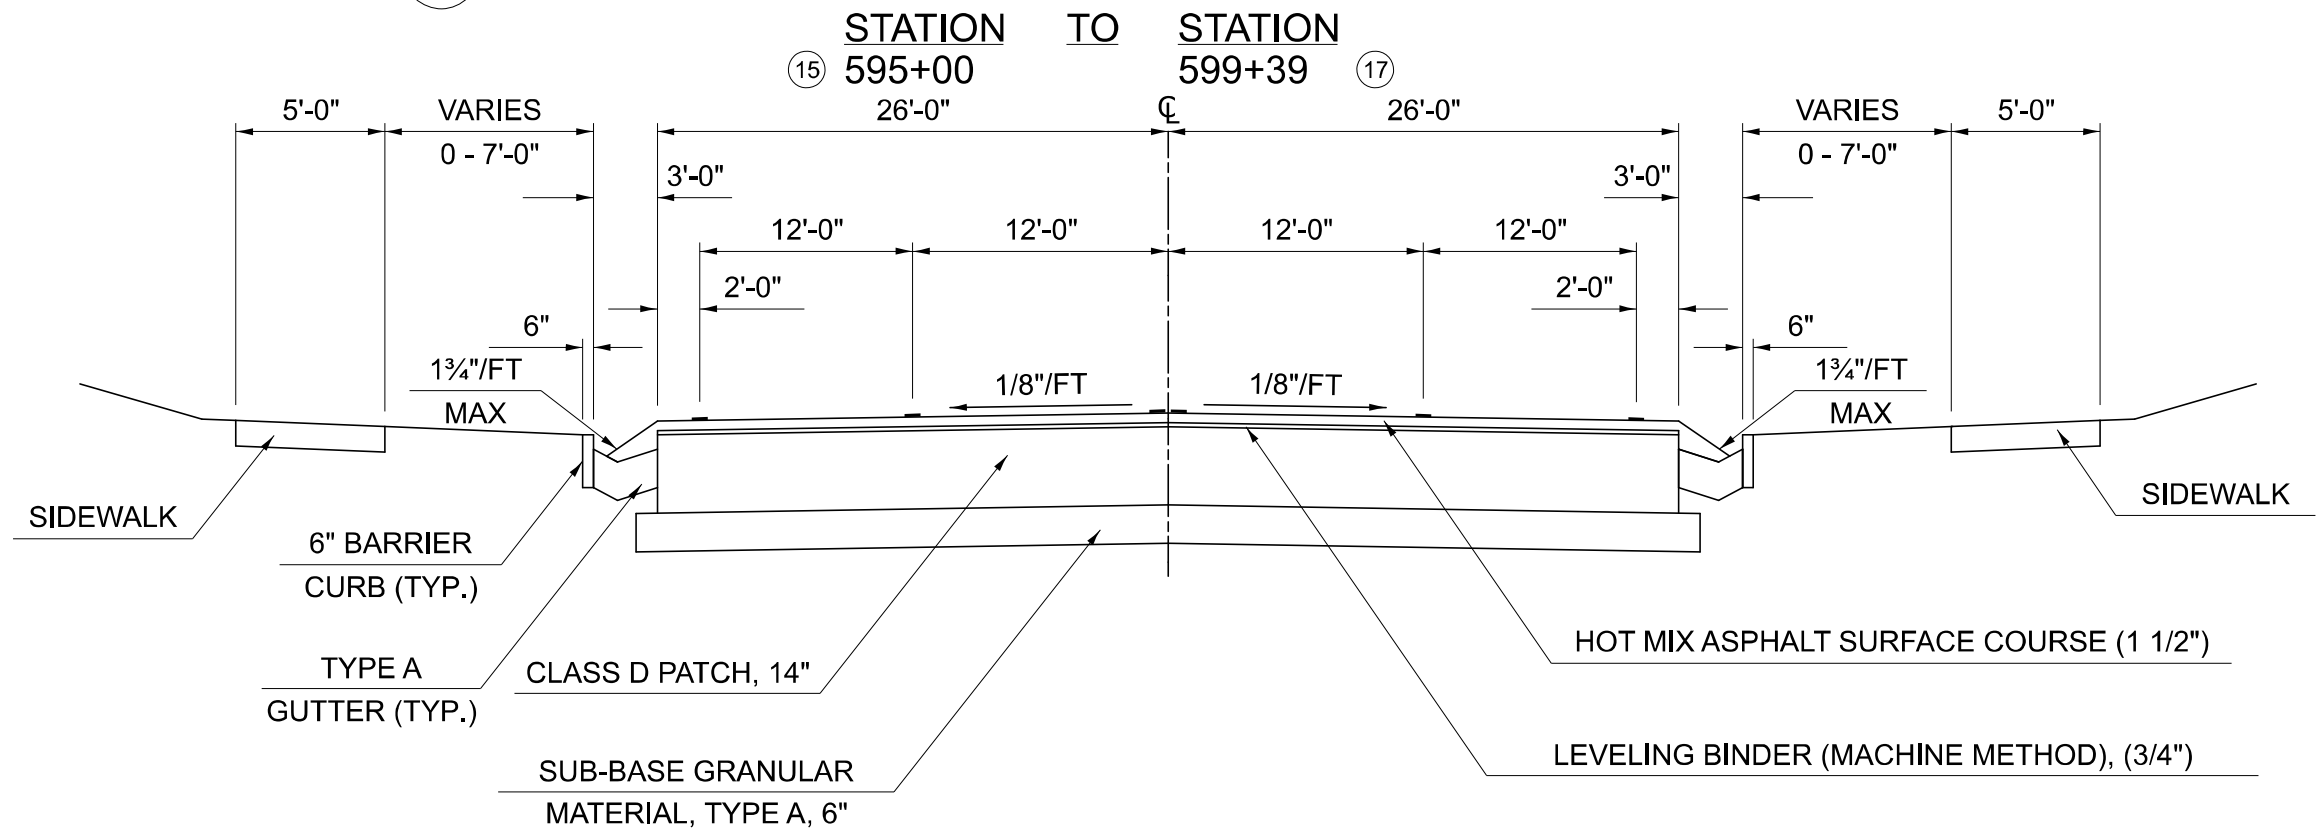 STATION TO STATION
15 595+00 599+39 17
5'-0" VARIES 26'-0" ℄ 26'-0" VARIES 5'-0"
0 - 7'-0" 0 - 7'-0"
3'-0" 3'-0"
12'-0" 12'-0" 12'-0" 12'-0"
2'-0" 2'-0"
6" 6"
1¾"/FT 1/8"/FT 1/8"/FT 1¾"/FT
MAX MAX
SIDEWALK SIDEWALK
6" BARRIER
CURB (TYP.)
TYPE A
GUTTER (TYP.)
CLASS D PATCH, 14"
HOT MIX ASPHALT SURFACE COURSE (1 1/2")
LEVELING BINDER (MACHINE METHOD), (3/4")
SUB-BASE GRANULAR
MATERIAL, TYPE A, 6"